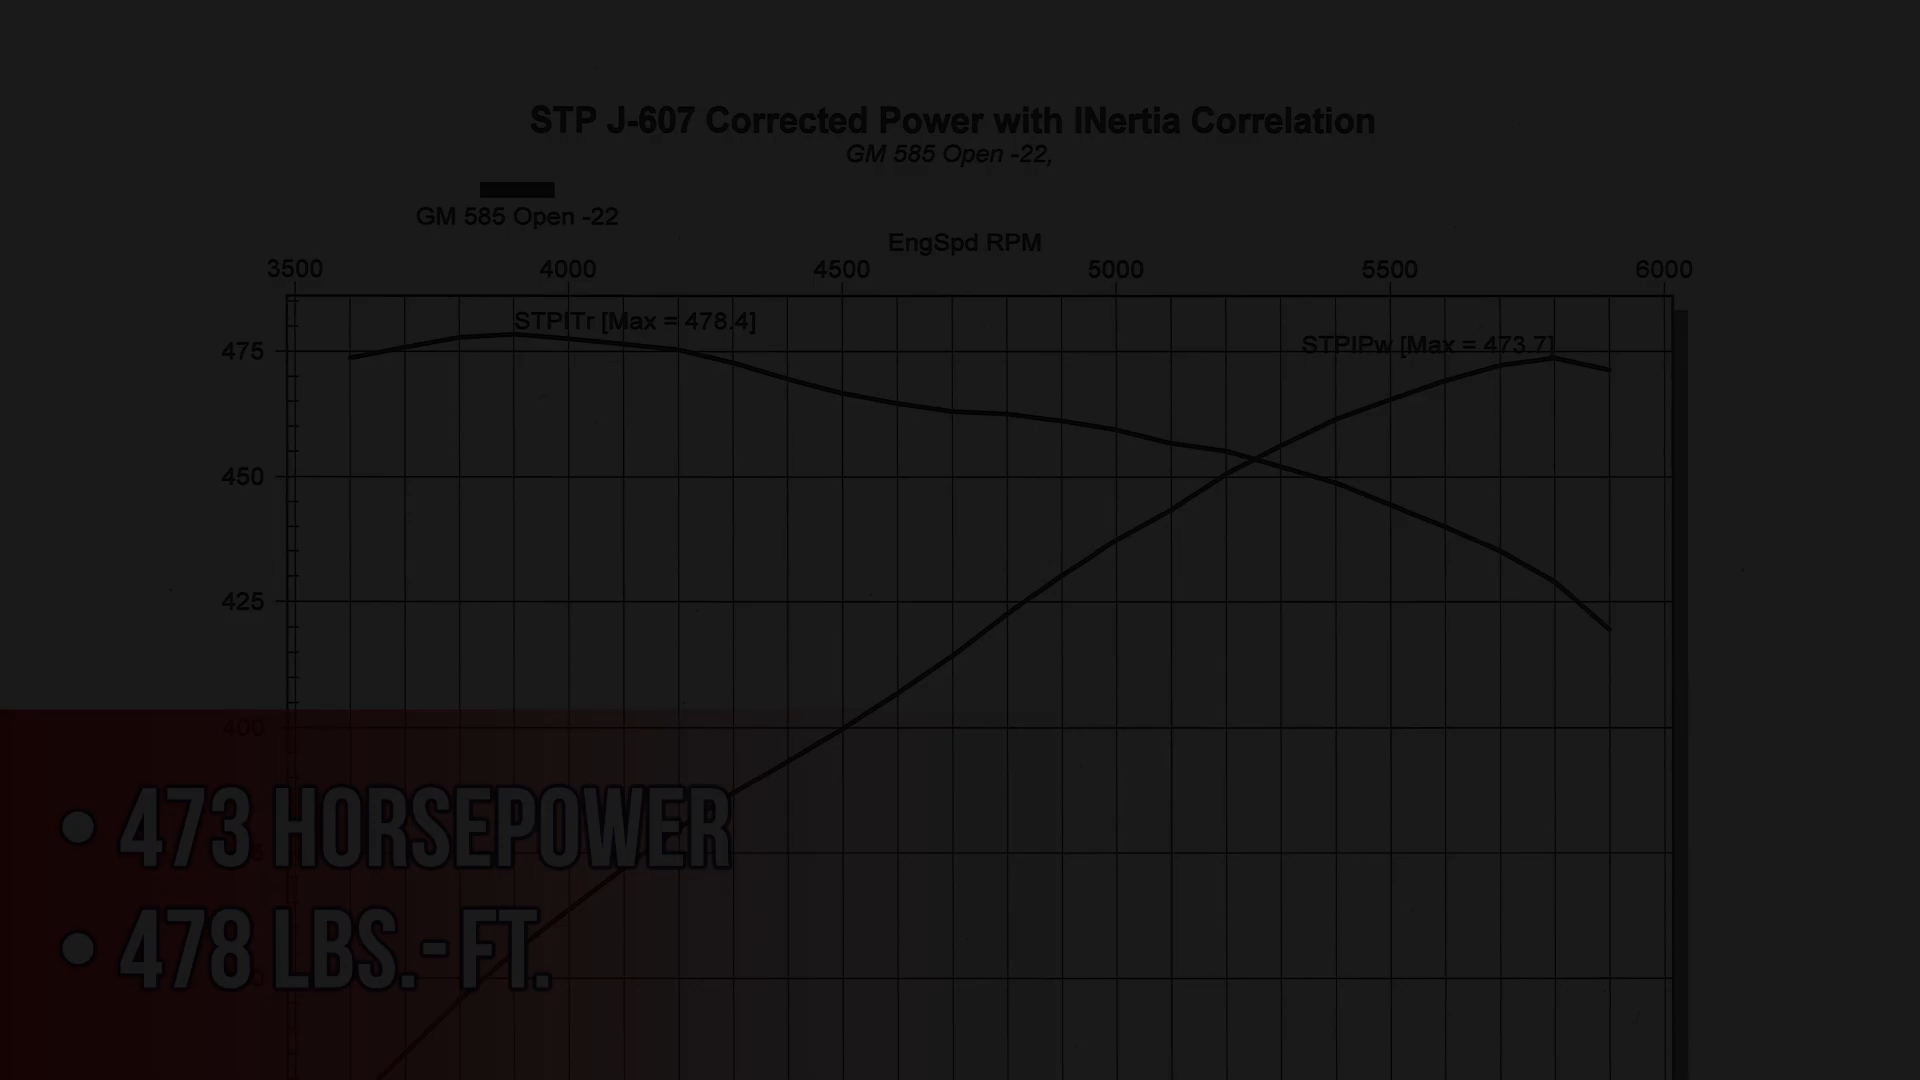 STP J-607 Corrected Power with INertia Correlation
GM 585 Open -22,
GM 585 Open -22
EngSpd RPM
3500 4000 4500 5000 5500 6000
STPITr [Max = 478.4]
STPIPw [Max = 473.7]
475
450
425
400
• 473 HORSEPOWER
• 478 LBS.-FT.